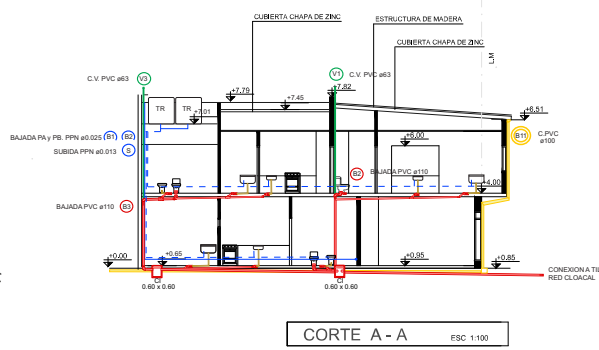 CUBIERTA CHAPA DE ZINC
ESTRUCTURA DE MADERA
CUBIERTA CHAPA DE ZINC
L.M
C.V. PVC ø63
V3
V1
C.V. PVC ø63
+7.79
+7.45
+7.82
TR
TR
+7.01
+6.51
BAJADA PA y PB. PPN ø0.025
B1
B2
SUBIDA PPN ø0.013
S
+6.00
B11
C.PVC
ø100
B2
BAJADA PVC ø110
+4.00
BAJADA PVC ø110
B3
+0.00
+0.65
+0.95
+0.85
CI
0.60 x 0.60
CI
0.60 x 0.60
CONEXION A TIL
RED CLOACAL
CORTE A - A
ESC 1:100